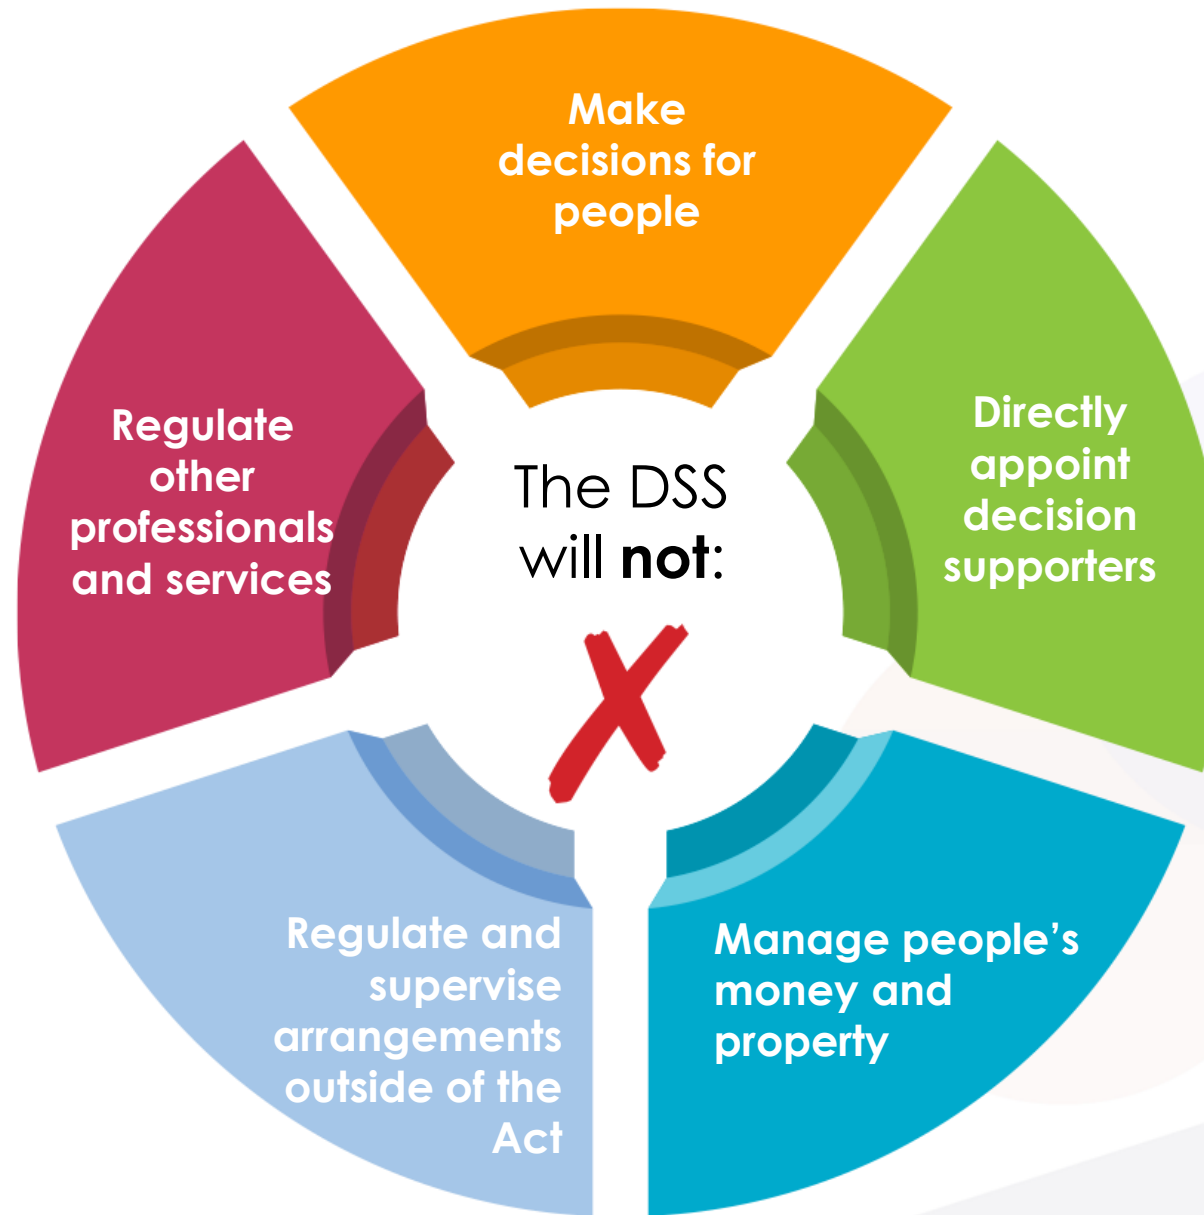 The DSS
will not:
Make
decisions for
people
Directly
appoint
decision
supporters
Manage people’s
money and
property
Regulate and
supervise
arrangements
outside of the
Act
Regulate
other
professionals
and services